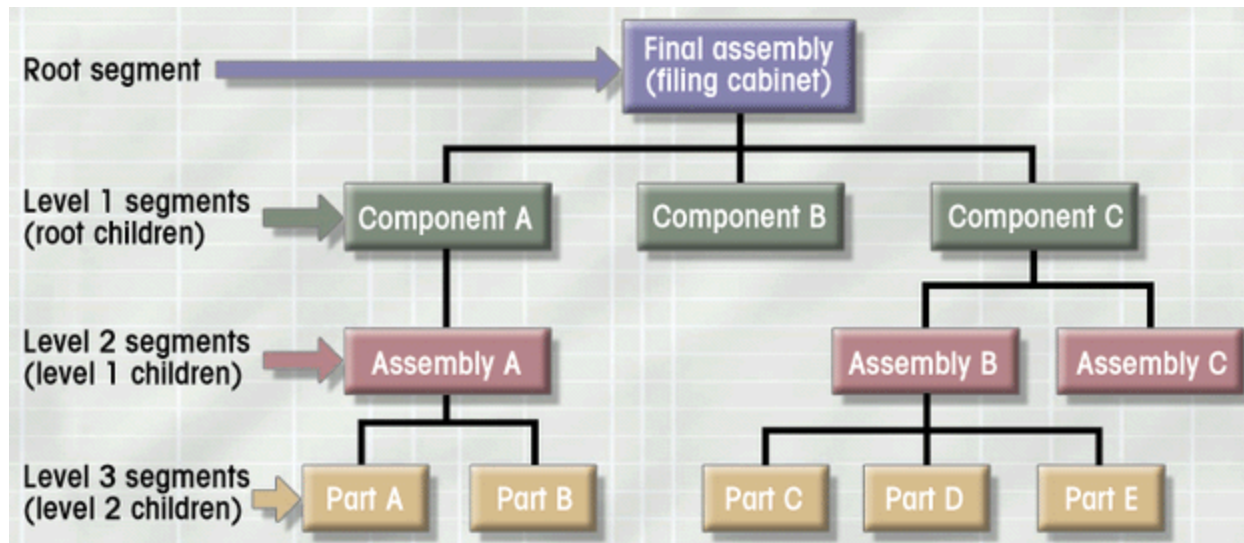 Root segment
Final assembly
(filing cabinet)
Level 1 segments
(root children)
Component A
Component B
Component C
Level 2 segments
(level 1 children)
Assembly A
Assembly B
Assembly C
Level 3 segments
(level 2 children)
Part A
Part B
Part C
Part D
Part E